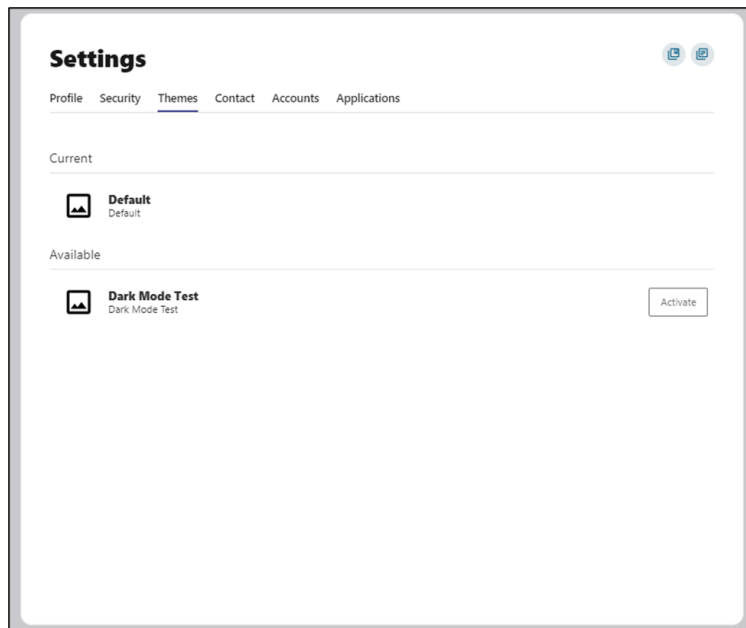 Settings
Profile Security Themes Contact Accounts Applications
Current
Default
Default
Available
Dark Mode Test
Dark Mode Test
Activate